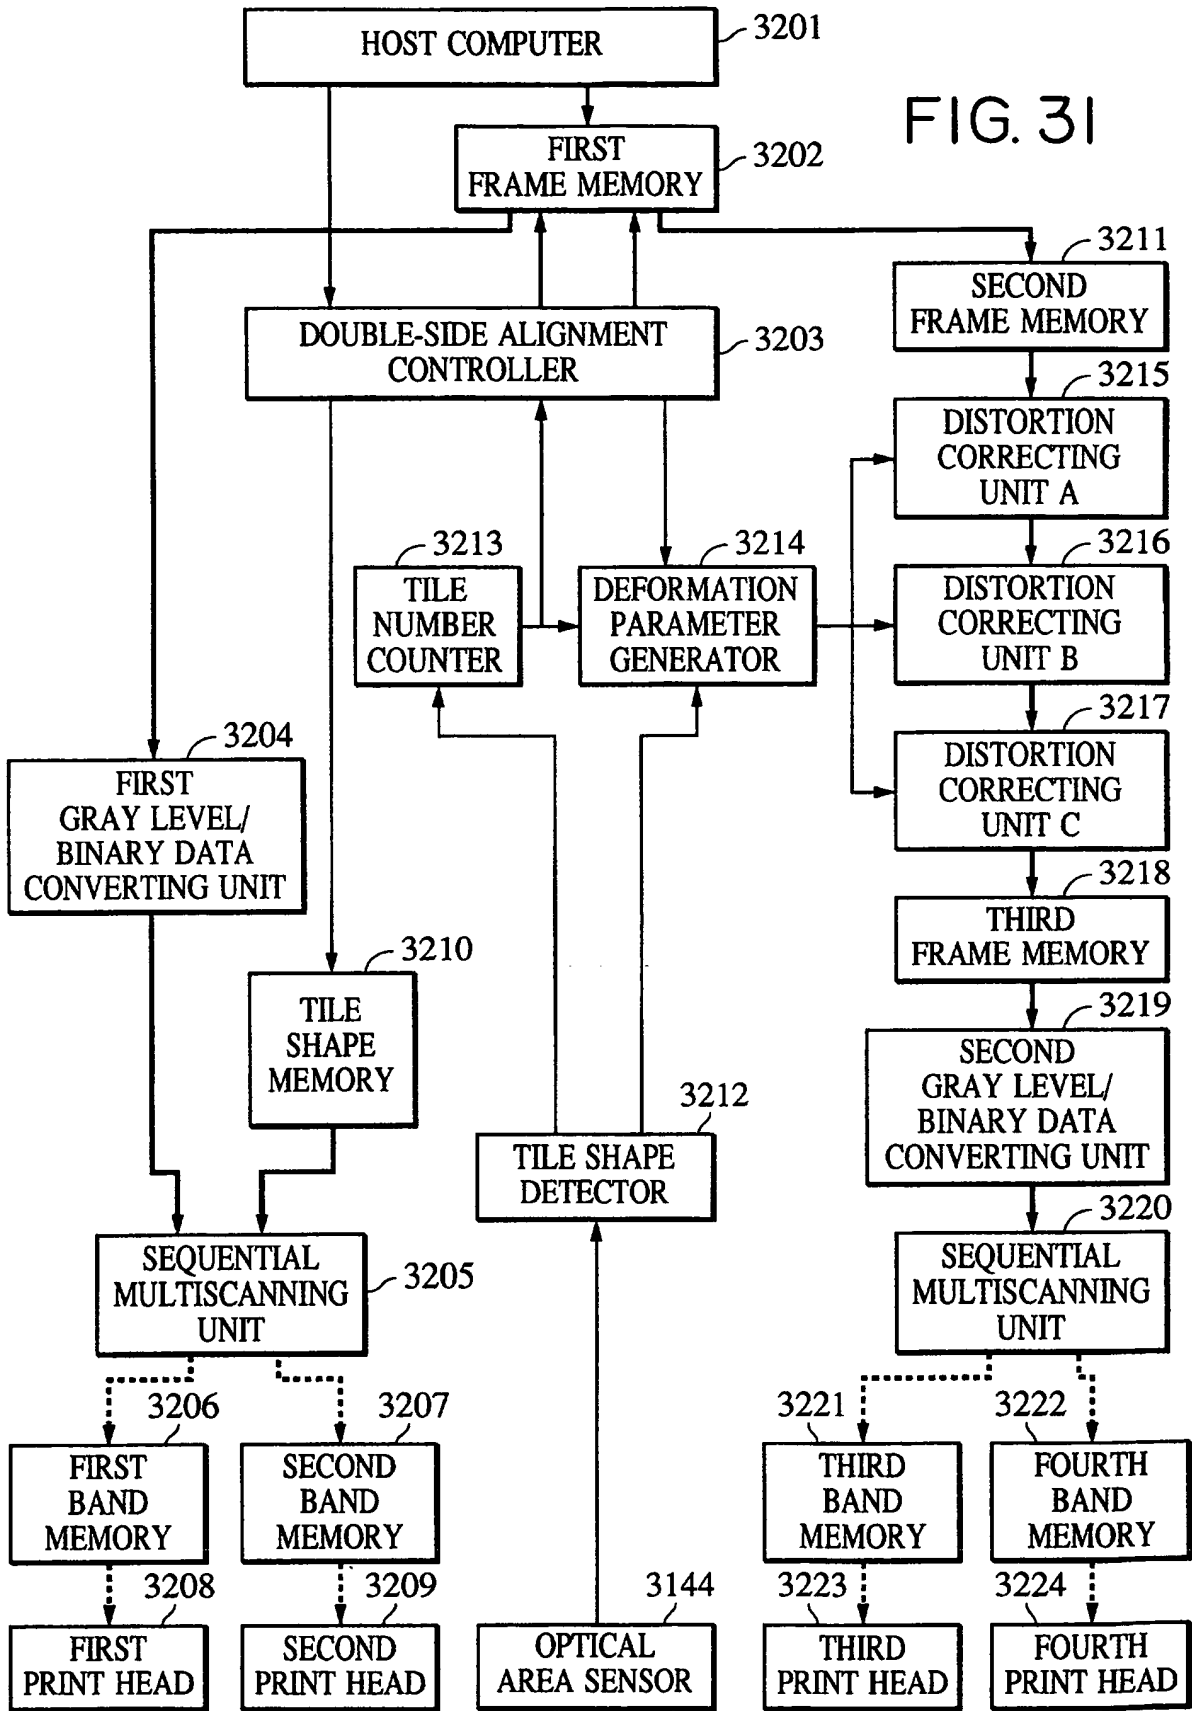 3201
HOST COMPUTER
FIG. 31
3202
FIRST
FRAME MEMORY
3211
SECOND
FRAME MEMORY
3203
DOUBLE-SIDE ALIGNMENT
CONTROLLER
3215
DISTORTION
CORRECTING
UNIT A
3213
TILE
NUMBER
COUNTER
3214
DEFORMATION
PARAMETER
GENERATOR
3216
DISTORTION
CORRECTING
UNIT B
3217
DISTORTION
CORRECTING
UNIT C
3204
FIRST
GRAY LEVEL/
BINARY DATA
CONVERTING UNIT
3218
THIRD
FRAME MEMORY
3210
TILE
SHAPE
MEMORY
3219
SECOND
GRAY LEVEL/
BINARY DATA
CONVERTING UNIT
3212
TILE SHAPE
DETECTOR
3205
SEQUENTIAL
MULTISCANNING
UNIT
3220
SEQUENTIAL
MULTISCANNING
UNIT
3206
FIRST
BAND
MEMORY
3207
SECOND
BAND
MEMORY
3221
THIRD
BAND
MEMORY
3222
FOURTH
BAND
MEMORY
3208
FIRST
PRINT HEAD
3209
SECOND
PRINT HEAD
3144
OPTICAL
AREA SENSOR
3223
THIRD
PRINT HEAD
3224
FOURTH
PRINT HEAD